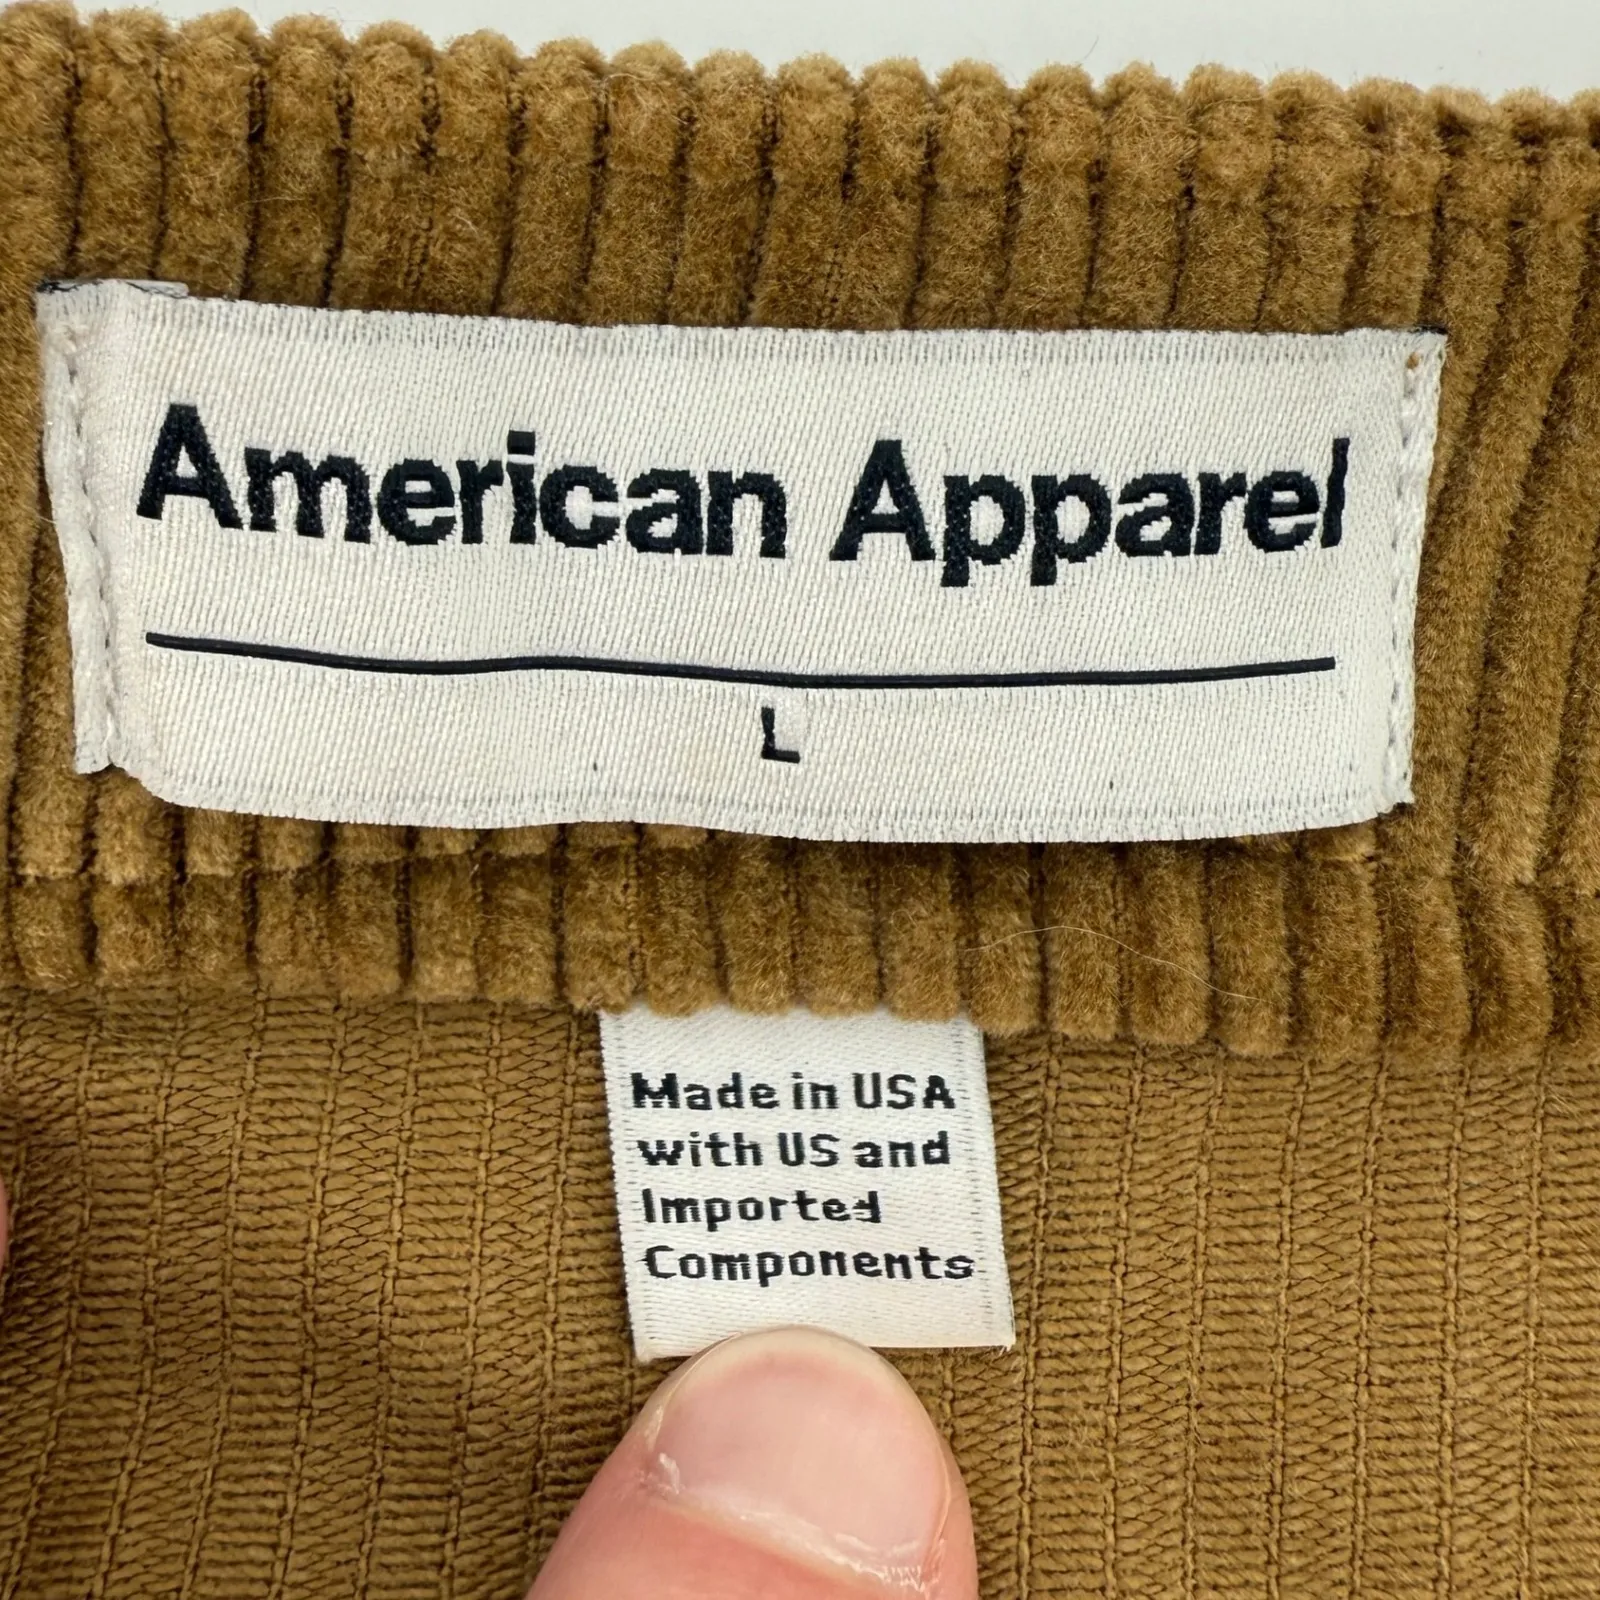 American Apparel
L
Made in USA
with US and
Imported
Components